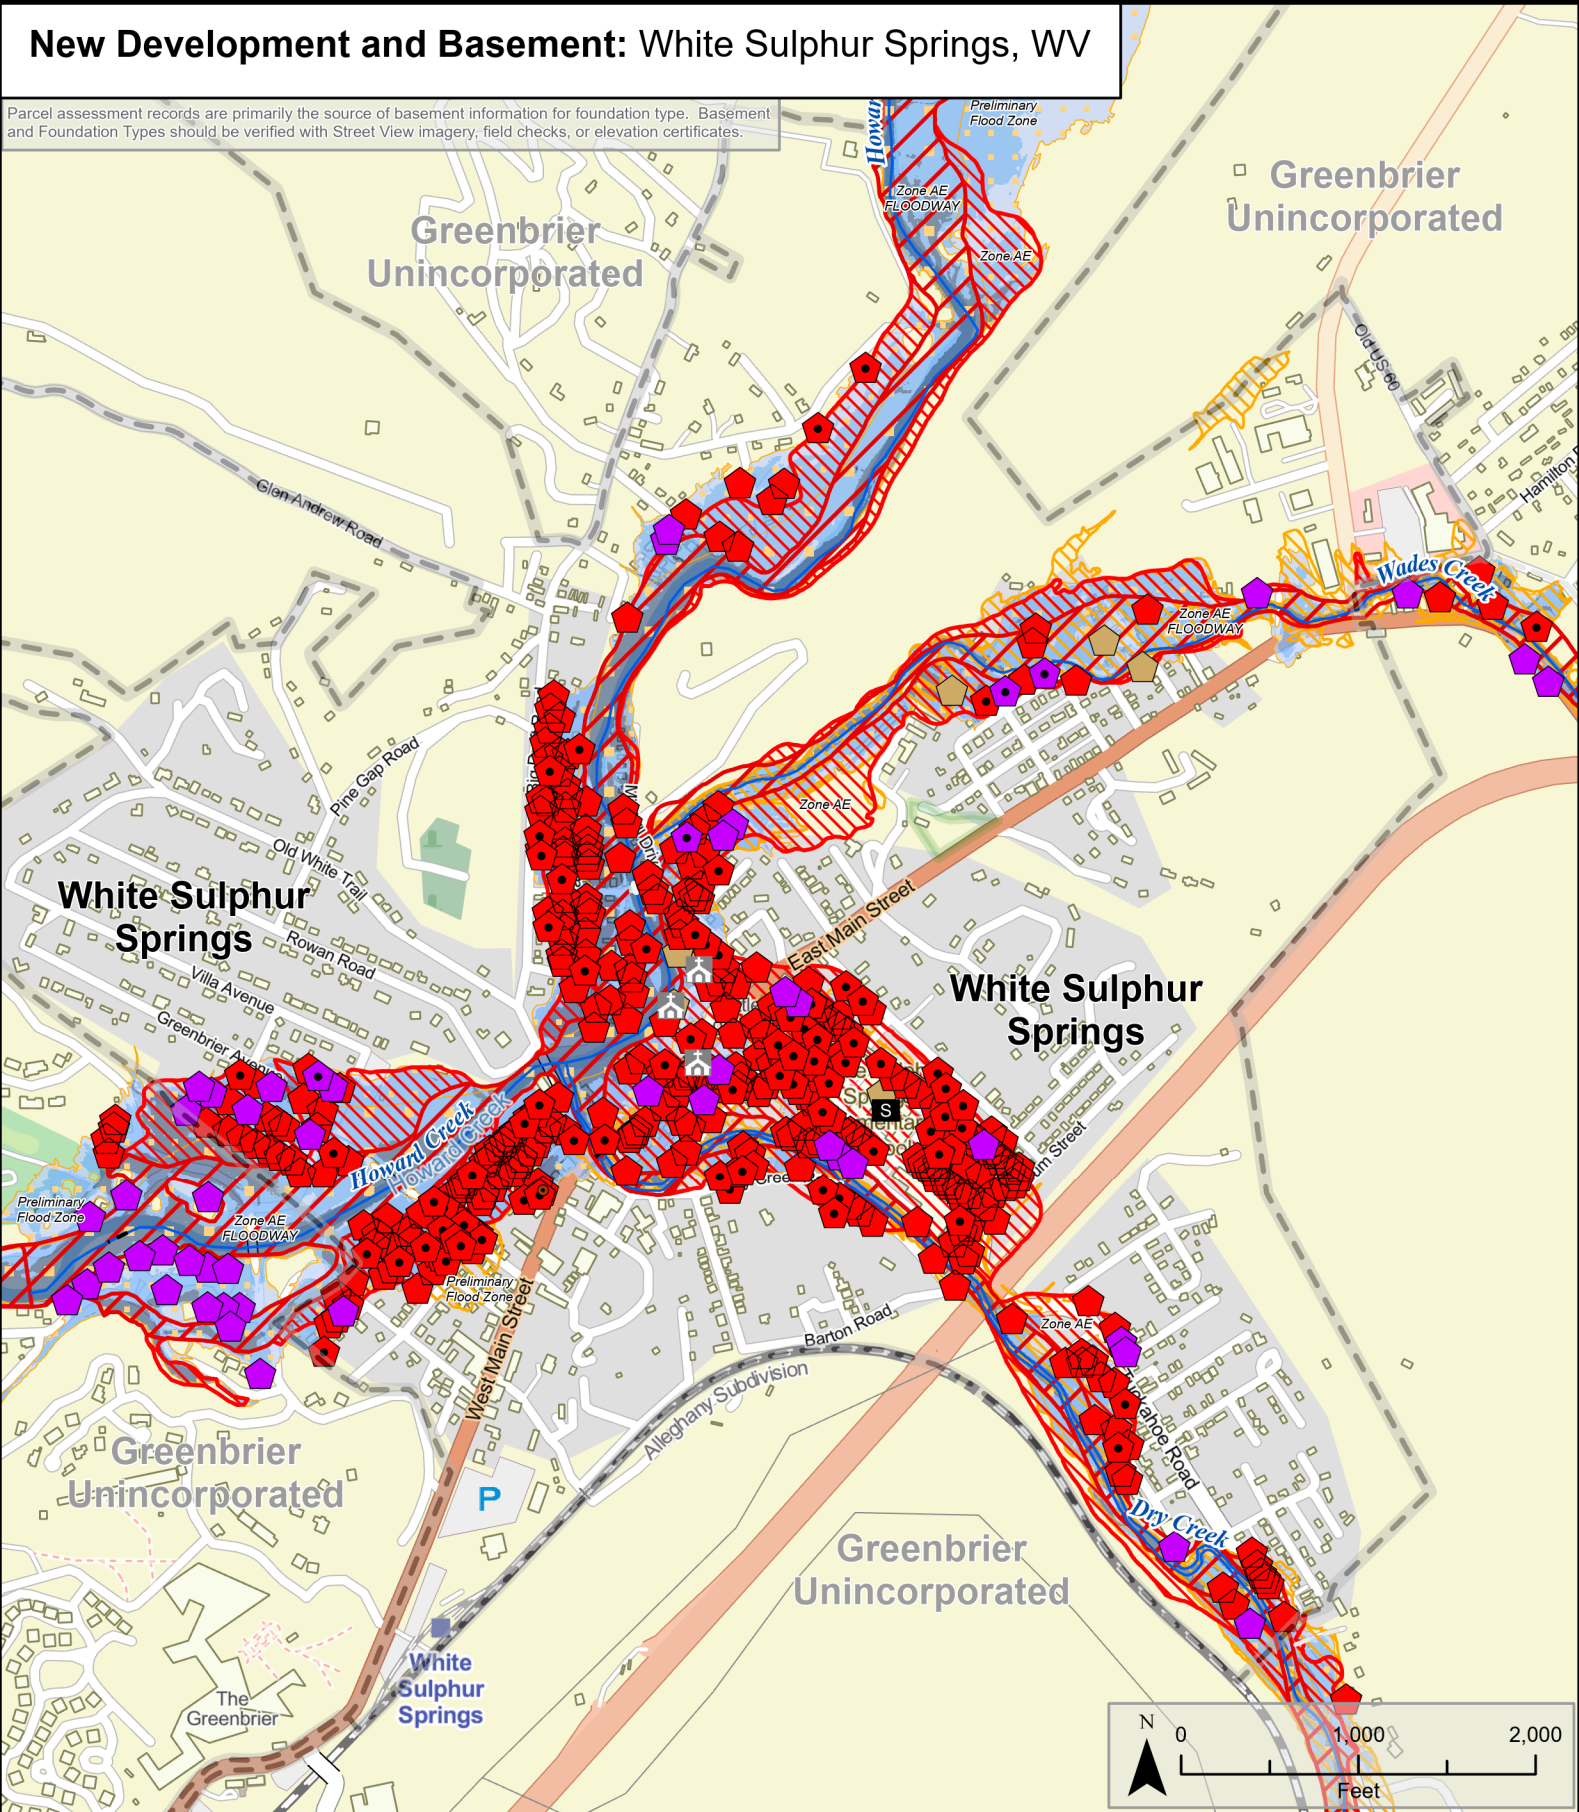 New Development and Basement: White Sulphur Springs, WV
Parcel assessment records are primarily the source of basement information for foundation type. Basement
and Foundation Types should be verified with Street View imagery, field checks, or elevation certificates.
Preliminary
Flood Zone
Zone AE
FLOODWAY
Zone AE
Greenbrier
Unincorporated
Greenbrier
Unincorporated
Old US 60
Glen Andrew Road
Wades Creek
Zone AE
FLOODWAY
Pine Gap Road
Zone AE
Old White Trail
White Sulphur
Springs
Rowan Road
Villa Avenue
Greenbrier Avenue
East Main Street
White Sulphur
Springs
S
Howard Creek
Howard Creek
Preliminary
Flood Zone
Zone AE
FLOODWAY
Preliminary
Flood Zone
West Main Street
Barton Road
Zone AE
Alleghany Subdivision
Greenbrier
Unincorporated
P
Dry Creek
Greenbrier
Unincorporated
White
Sulphur
Springs
The
Greenbrier
N
0 1,000 2,000
Feet